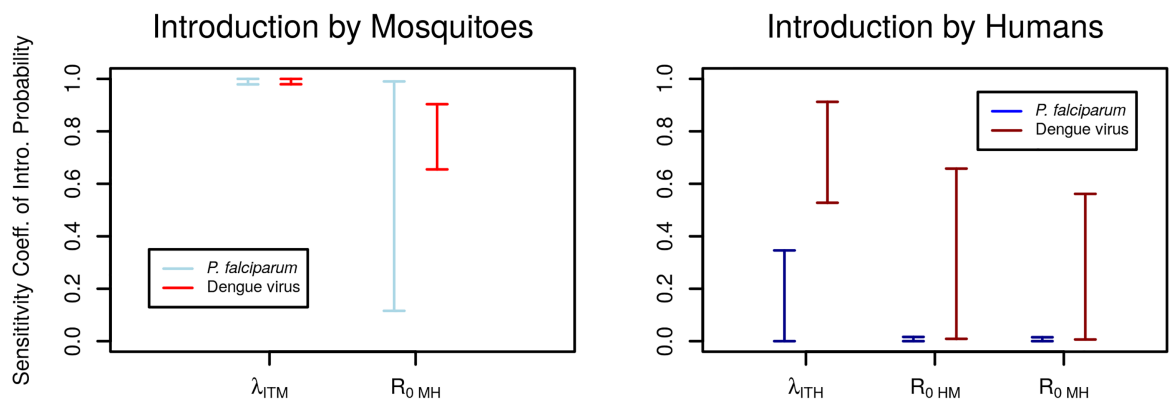 Introduction by Mosquitoes
Sensititvity Coeff. of Intro. Probability
1.0
0.8
0.6
0.4
0.2
0.0
P. falciparum
Dengue virus
λITM
R0 MH
Introduction by Humans
1.0
0.8
0.6
0.4
0.2
0.0
P. falciparum
Dengue virus
λITH
R0 HM
R0 MH